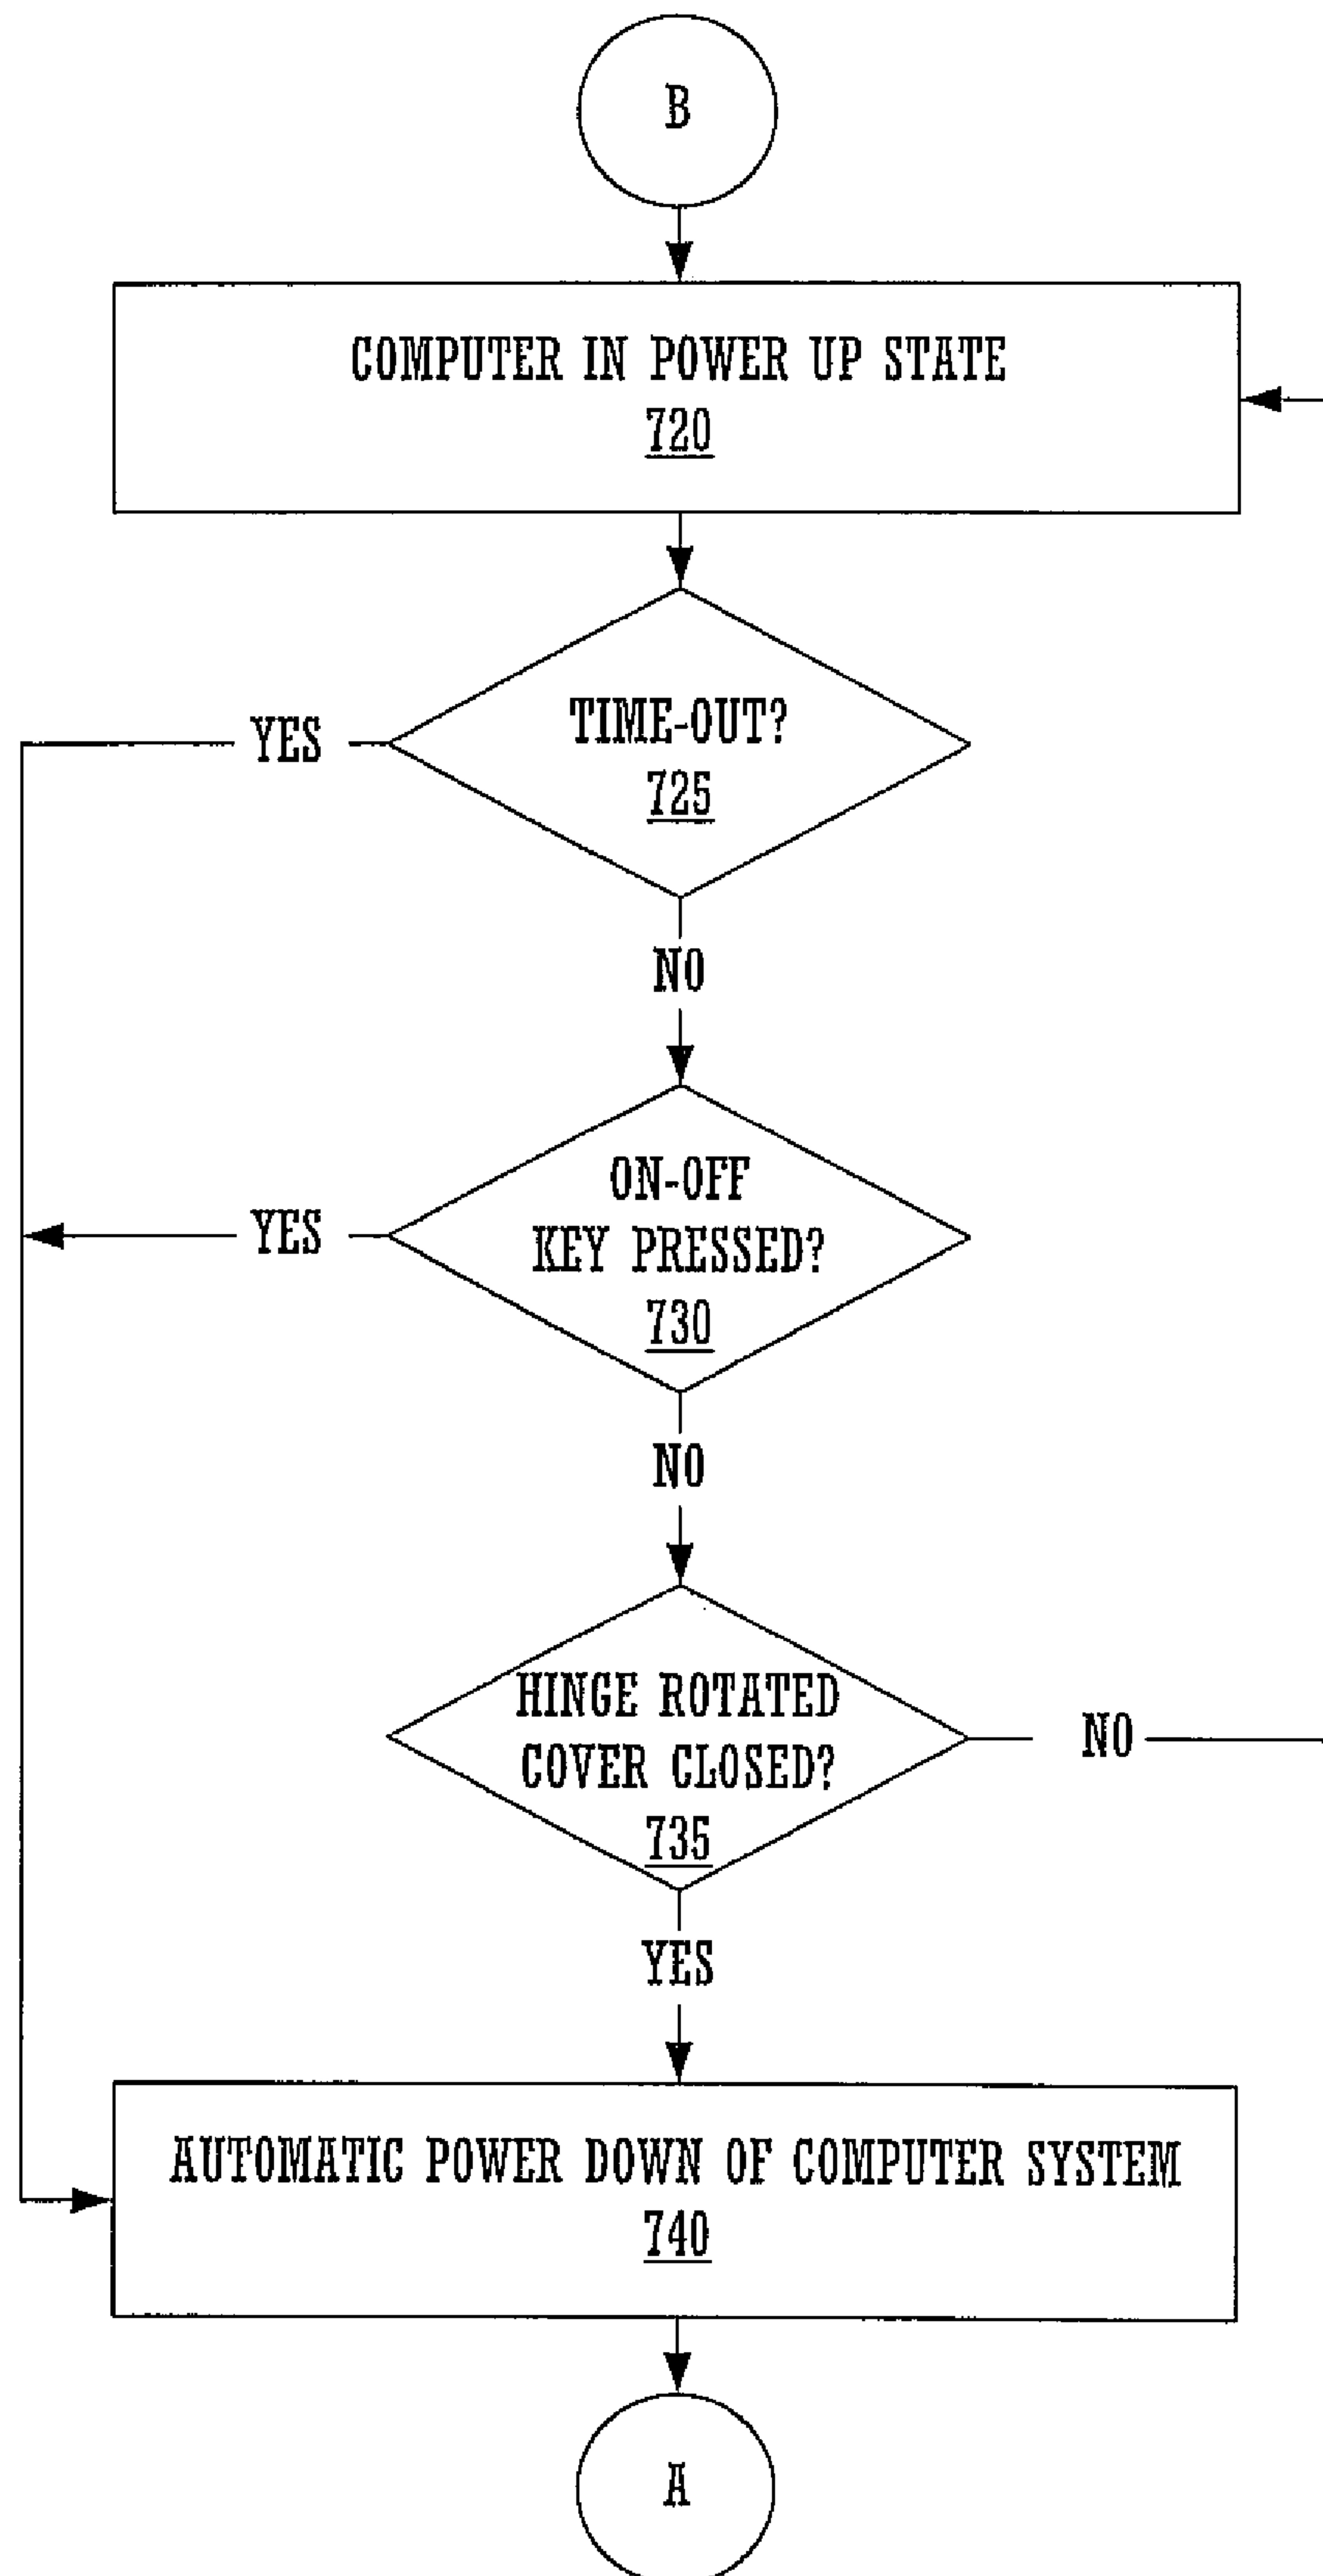 B
COMPUTER IN POWER UP STATE
720
TIME-OUT?
725
YES
NO
ON-OFF
KEY PRESSED?
730
YES
NO
HINGE ROTATED
COVER CLOSED?
735
NO
YES
AUTOMATIC POWER DOWN OF COMPUTER SYSTEM
740
A